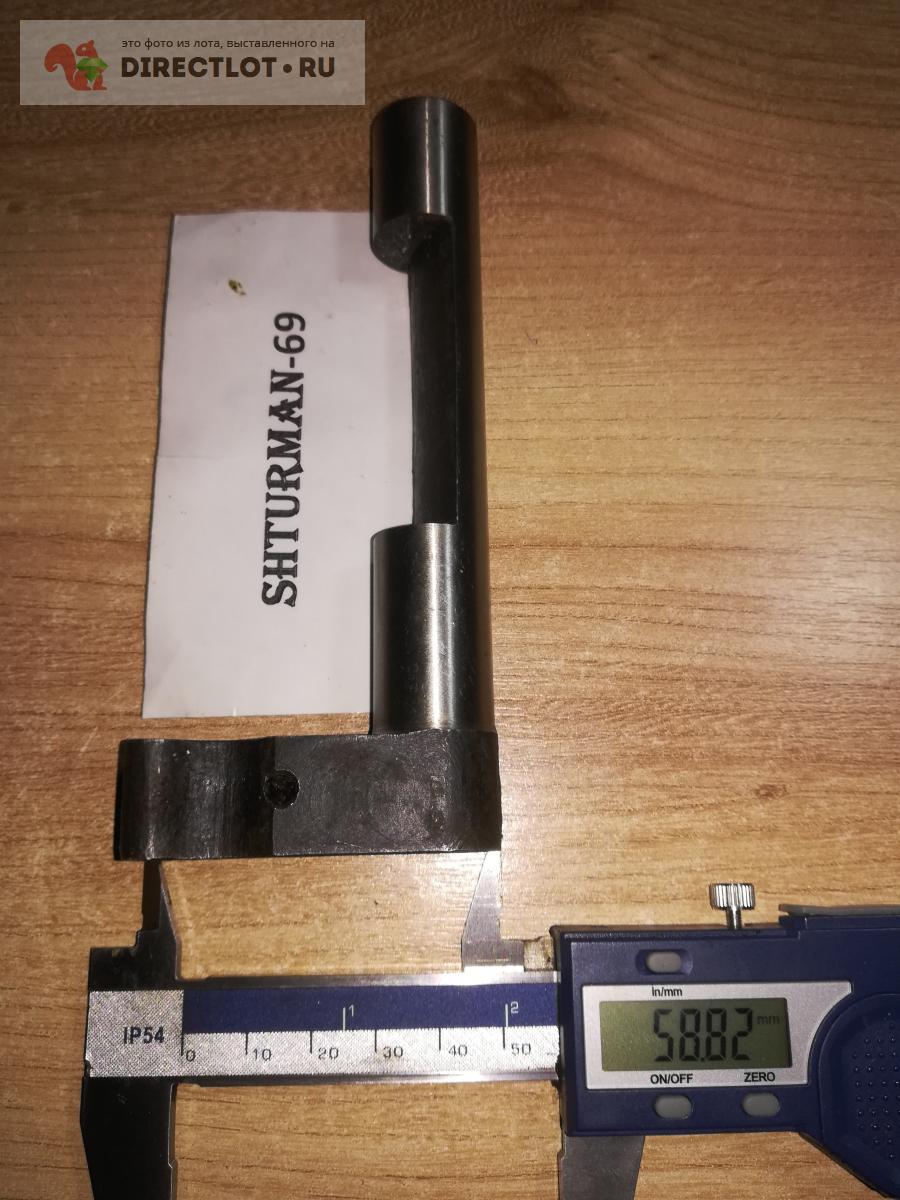 это фото из лота, выставленного на
DIRECTLOT•RU
SHTURMAN-69
in/mm
1
2
IP54
58.82 mm
0 10 20 30 40 50
ON/OFF ZERO